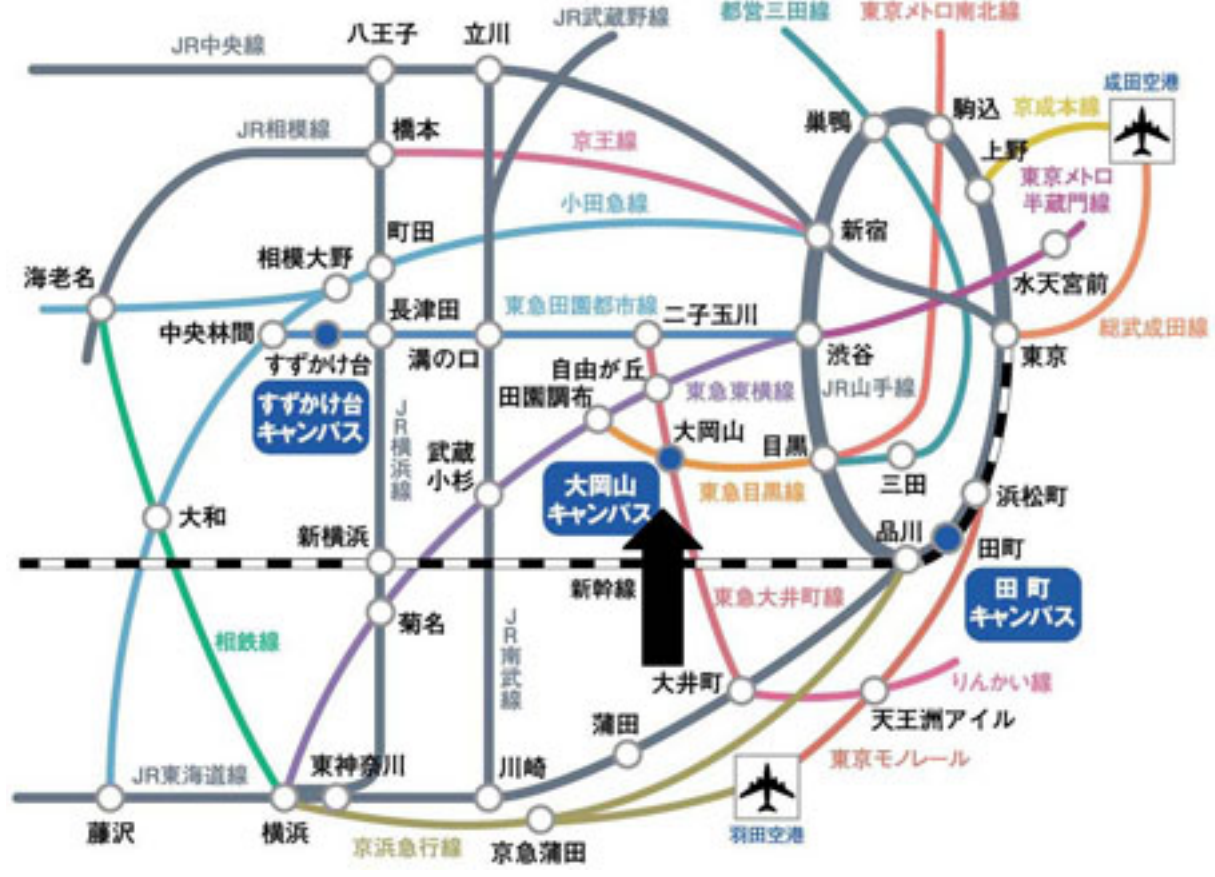 JR武蔵野線
都営三田線
東京メトロ南北線
JR中央線
八王子
立川
成田空港
京成本線
巣鴨
駒込
JR相模線
橋本
京王線
上野
東京メトロ
半蔵門線
小田急線
町田
新宿
相模大野
海老名
水天宮前
長津田
東急田園都市線
二子玉川
総武成田線
中央林間
すずかけ台
溝の口
渋谷
東京
自由が丘
田園調布
東急東横線
JR山手線
すずかけ台
キャンパス
JR横浜線
武蔵
小杉
大岡山
目黒
大岡山
キャンパス
東急目黒線
三田
浜松町
大和
新横浜
品川
田町
新幹線
東急大井町線
田町
キャンパス
菊名
相鉄線
JR南武線
大井町
りんかい線
天王洲アイル
蒲田
東京モノレール
JR東海道線
東神奈川
川崎
藤沢
横浜
京浜急行線
京急蒲田
羽田空港